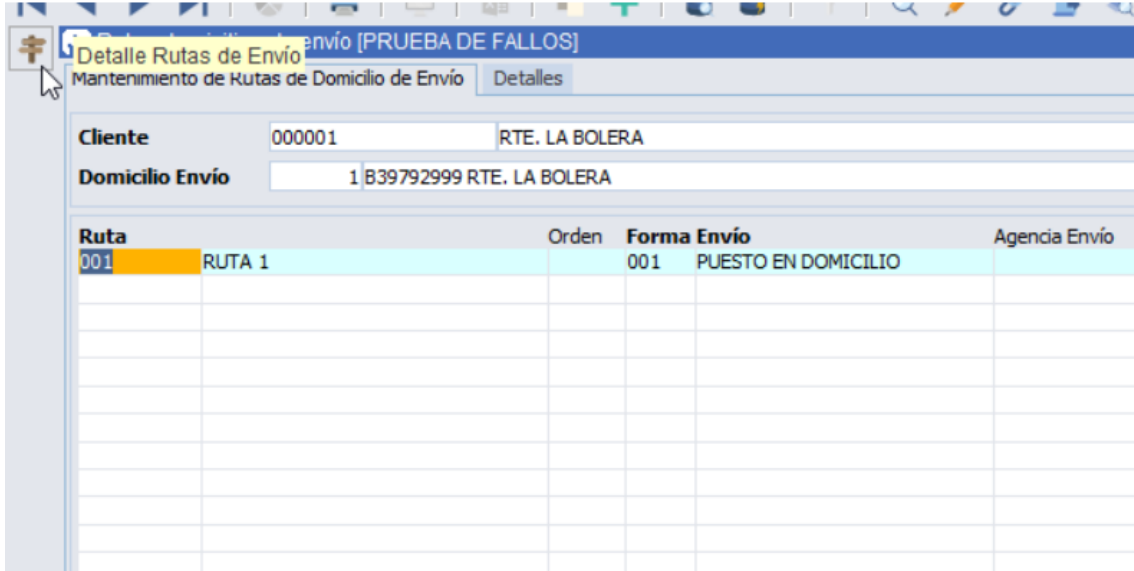 envío [PRUEBA DE FALLOS]
Detalle Rutas de Envío
Mantenimiento de Rutas de Domicilio de Envío Detalles
Cliente 000001 RTE. LA BOLERA
Domicilio Envío 1 B39792999 RTE. LA BOLERA
Ruta Orden Forma Envío Agencia Envío
001 RUTA 1 001 PUESTO EN DOMICILIO